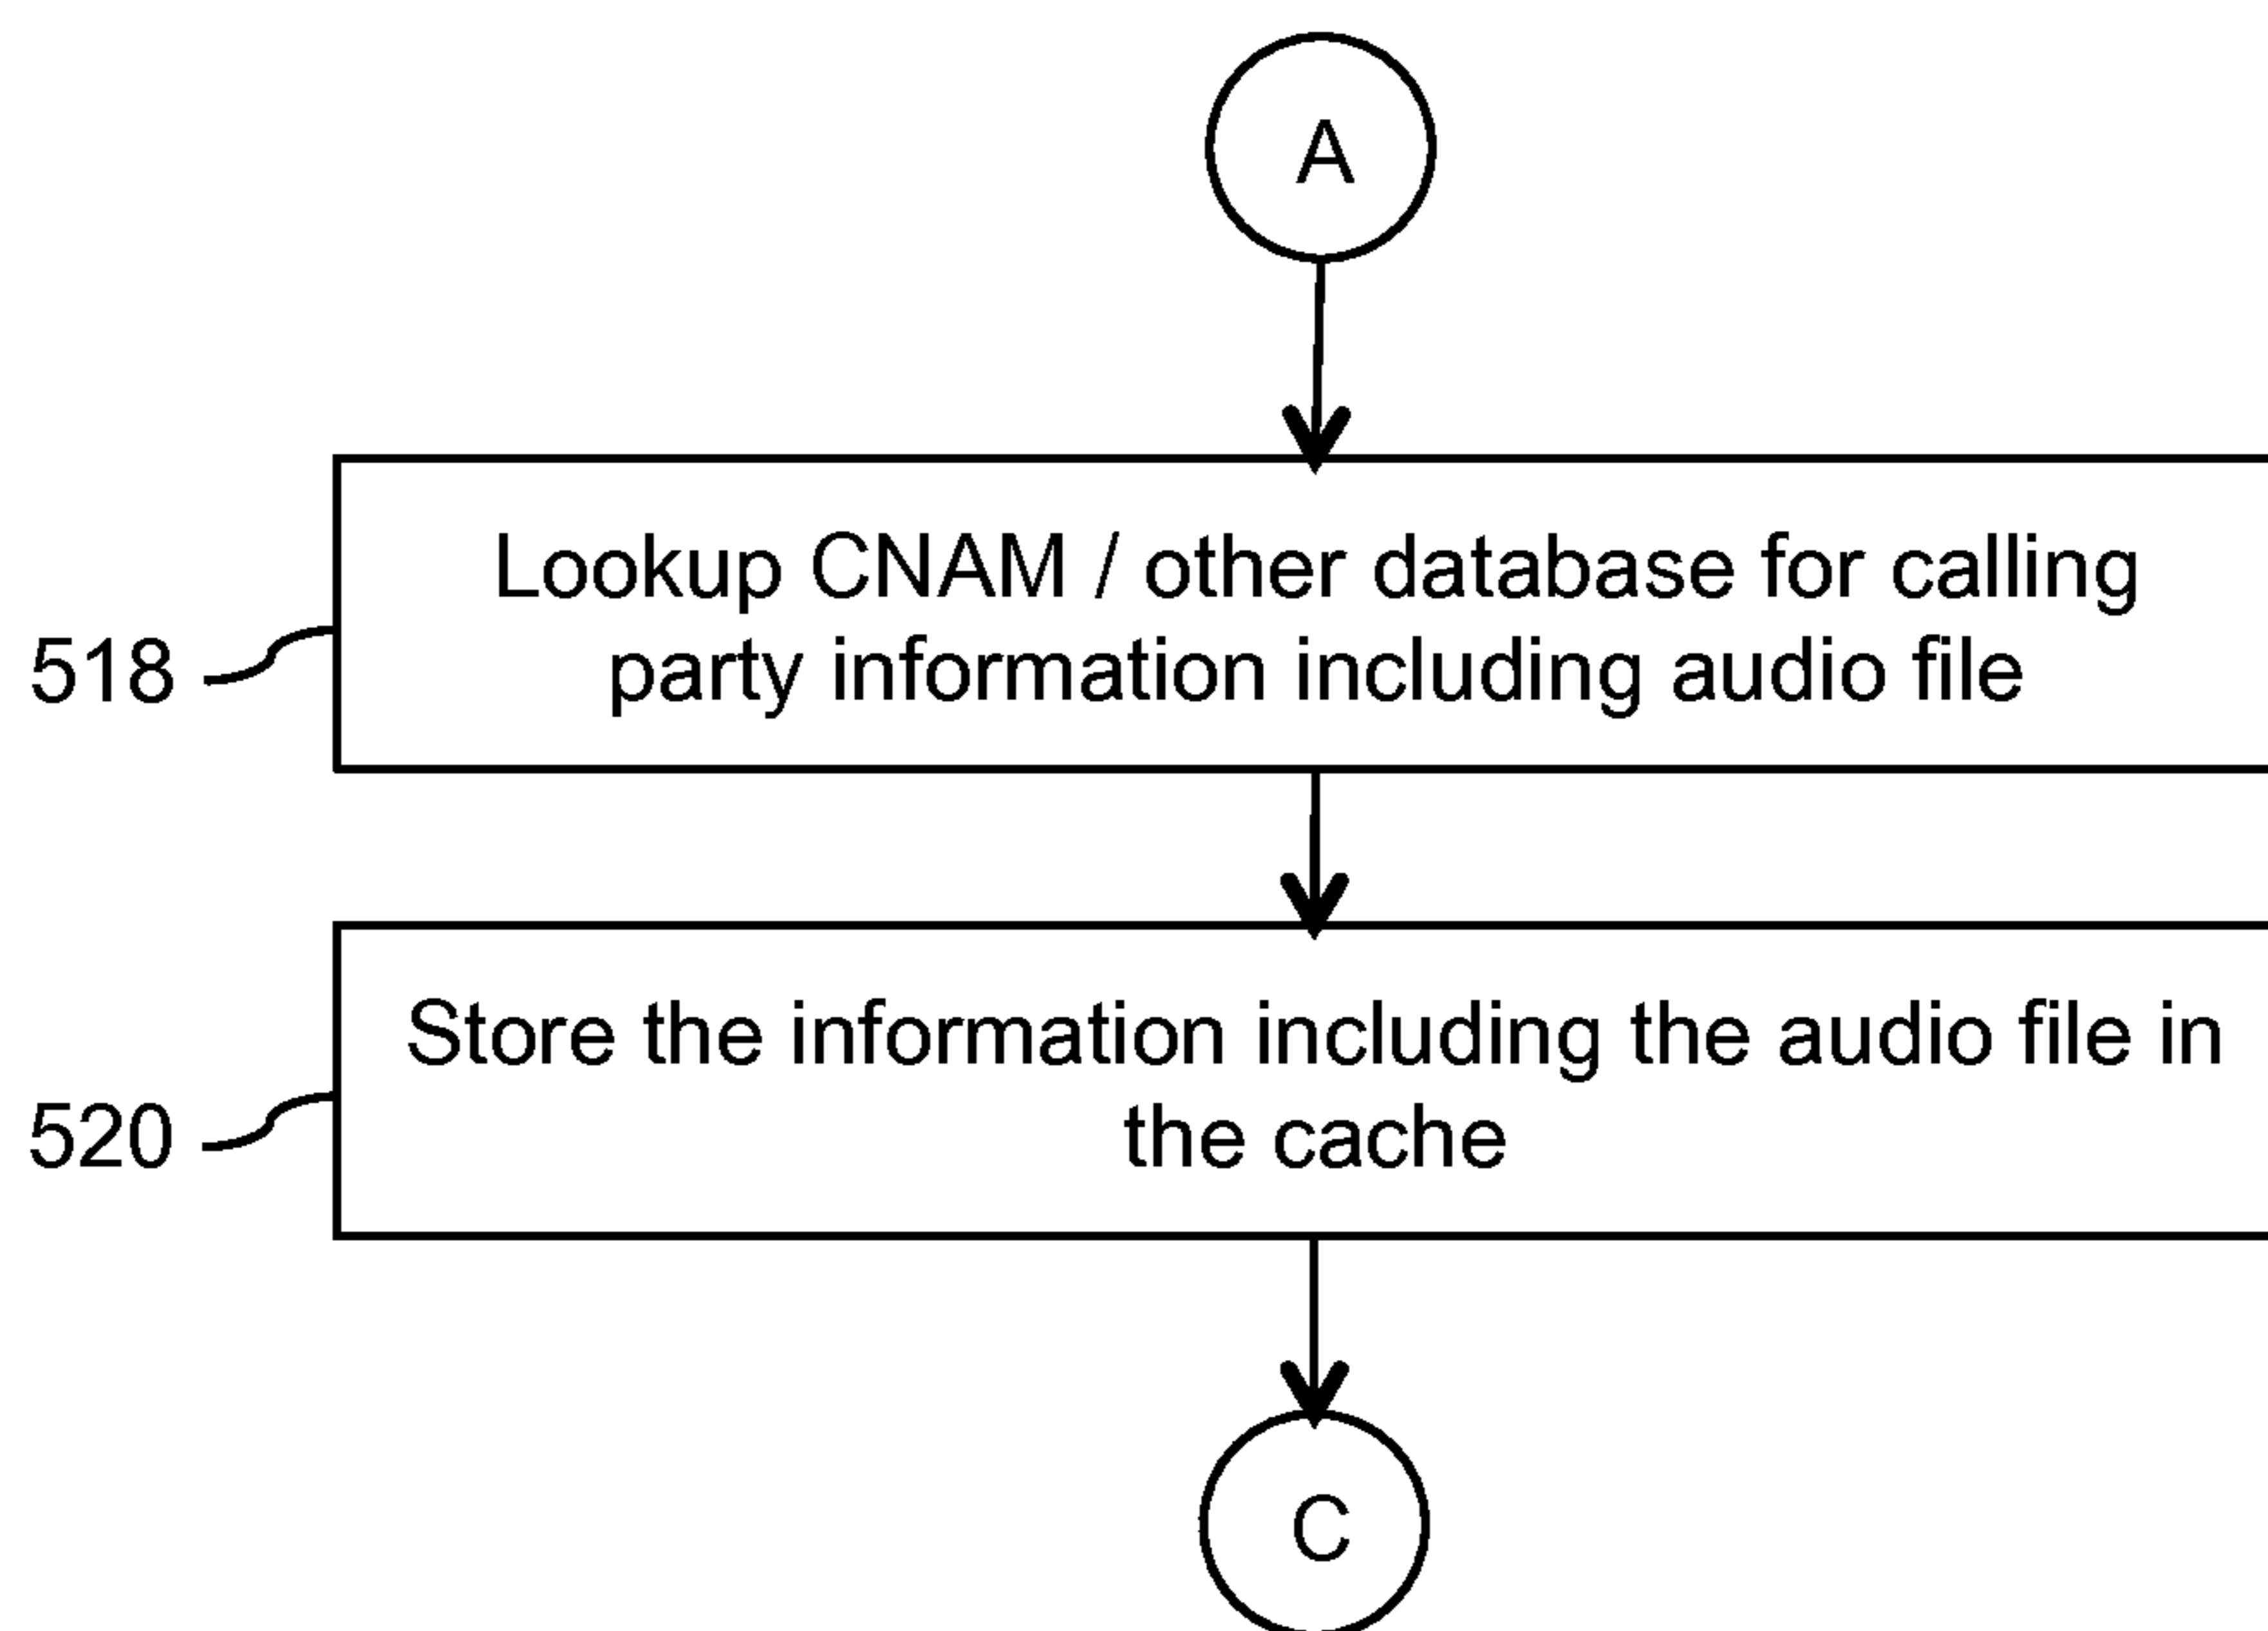 A
Lookup CNAM / other database for calling
party information including audio file
518
Store the information including the audio file in
the cache
520
C